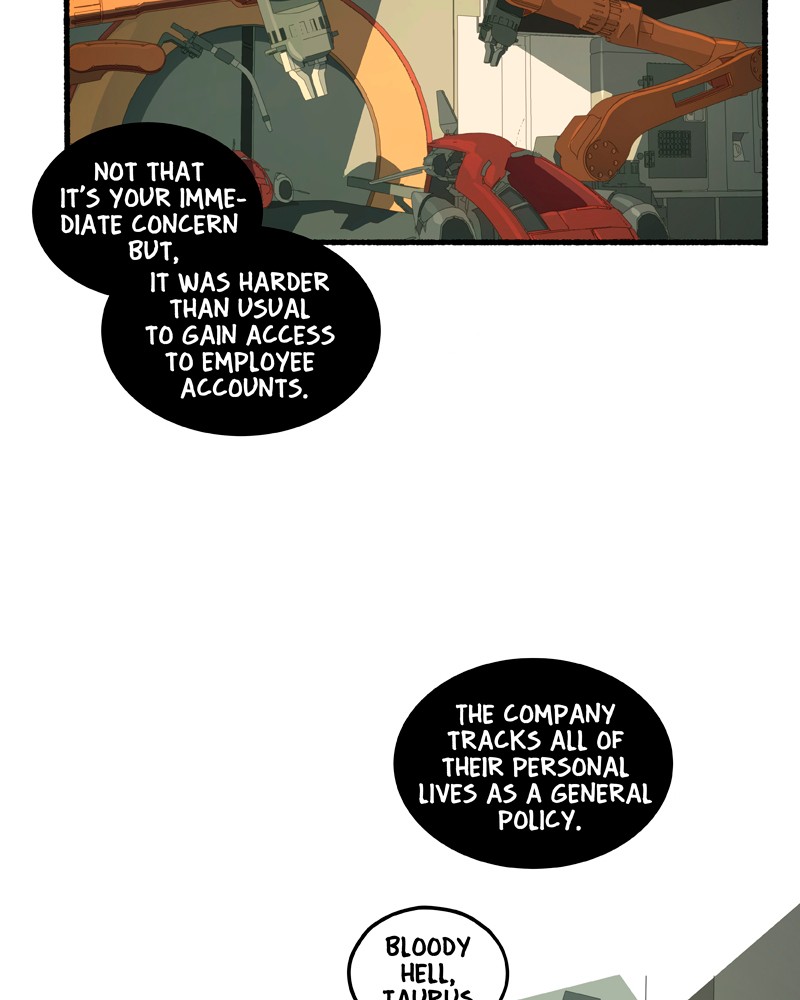 NOT THAT
IT'S YOUR IMME-
DIATE CONCERN
BUT,
IT WAS HARDER
THAN USUAL
TO GAIN ACCESS
TO EMPLOYEE
ACCOUNTS.
THE COMPANY
TRACKS ALL OF
THEIR PERSONAL
LIVES AS A GENERAL
POLICY.
BLOODY
HELL,
TAURUS